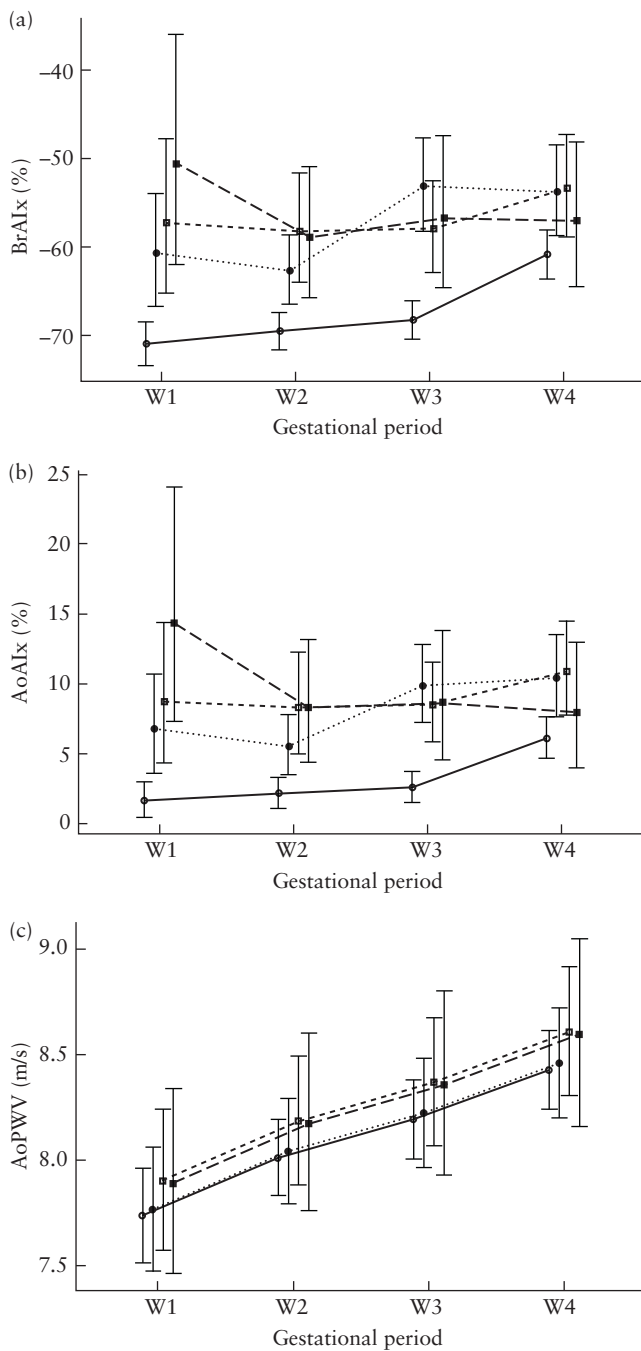 (a)
−40
−50
−60
−70
BrAIx (%)
W1 W2 W3 W4
Gestational period
(b)
25
20
15
10
5
0
AoAIx (%)
W1 W2 W3 W4
Gestational period
(c)
9.0
8.5
8.0
7.5
AoPWV (m/s)
W1 W2 W3 W4
Gestational period